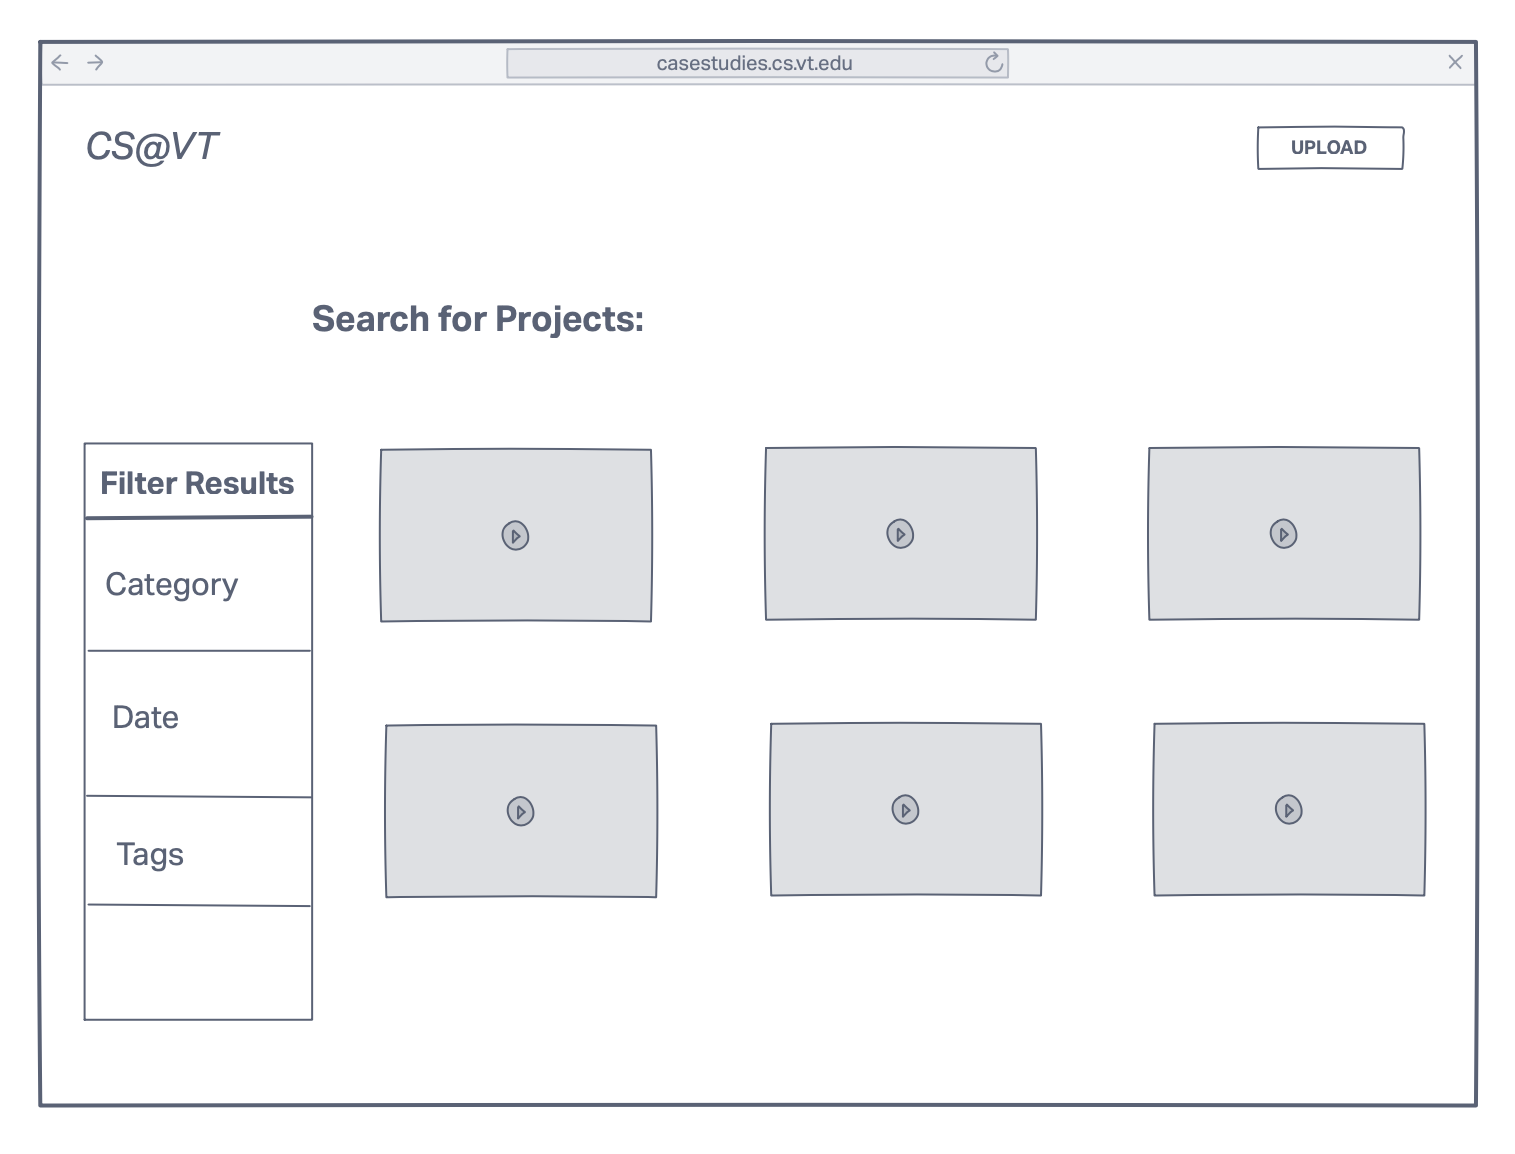 casestudies.cs.vt.edu
CS@VT
UPLOAD
Search for Projects:
Filter Results
Category
Date
Tags